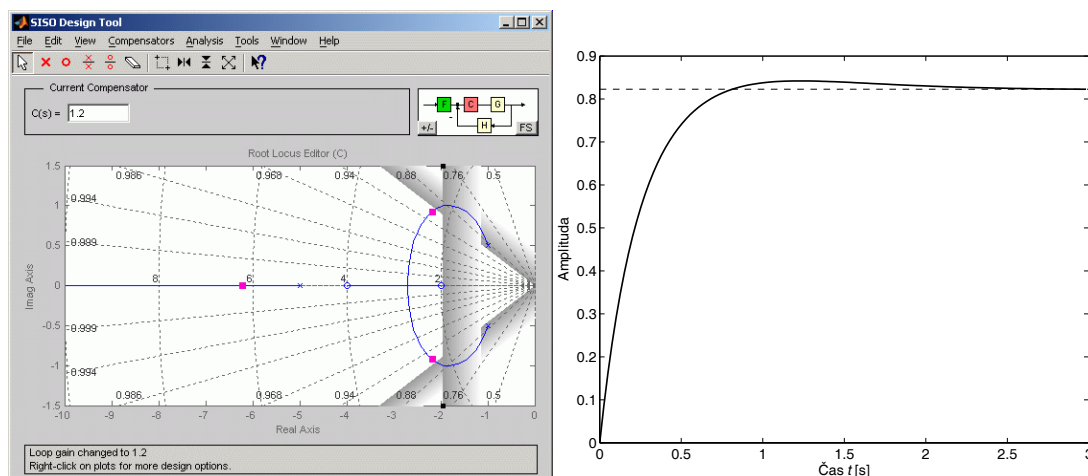 SISO Design Tool
File Edit View Compensators Analysis Tools Window Help
Current Compensator
C(s) = 1.2
F C G
H
+/- FS
Root Locus Editor (C)
1.5
1
0.5
0
-0.5
-1
-1.5
Imag Axis
0.986 0.968 0.94 0.88 0.76 0.5
0.994
0.989
8 6 4 2
0.999
0.994
0.986 0.968 0.94 0.88 0.76 0.5
-10 -9 -8 -7 -6 -5 -4 -3 -2 -1 0
Real Axis
Loop gain changed to 1.2
Right-click on plots for more design options.
0.9
0.8
0.7
0.6
0.5
0.4
0.3
0.2
0.1
0
Amplituda
0 0.5 1 1.5 2 2.5 3
Čas t [s]